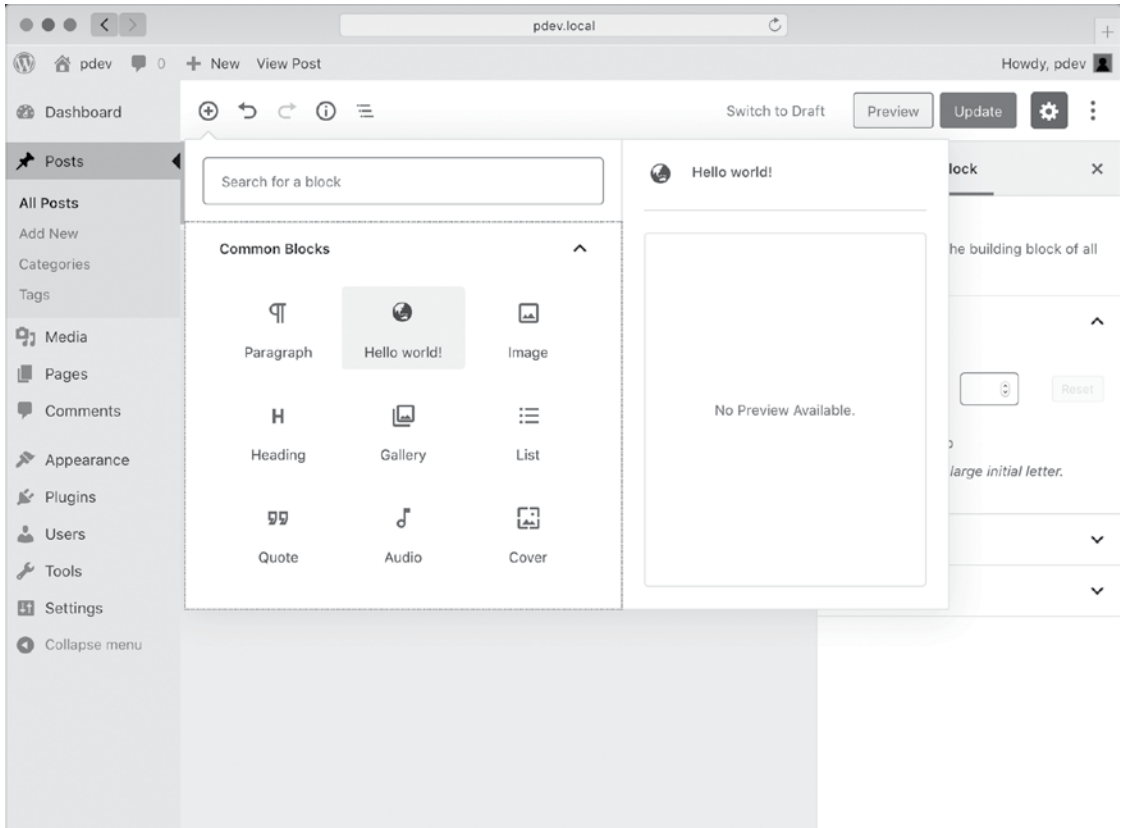 pdev.local
pdev 0 New View Post Howdy, pdev
Dashboard
Posts
All Posts
Add New
Categories
Tags
Media
Pages
Comments
Appearance
Plugins
Users
Tools
Settings
Collapse menu
Switch to Draft Preview Update
Search for a block
Common Blocks
Paragraph Hello world! Image
Heading Gallery List
Quote Audio Cover
Hello world!
No Preview Available.
lock
he building block of all
Reset
large initial letter.